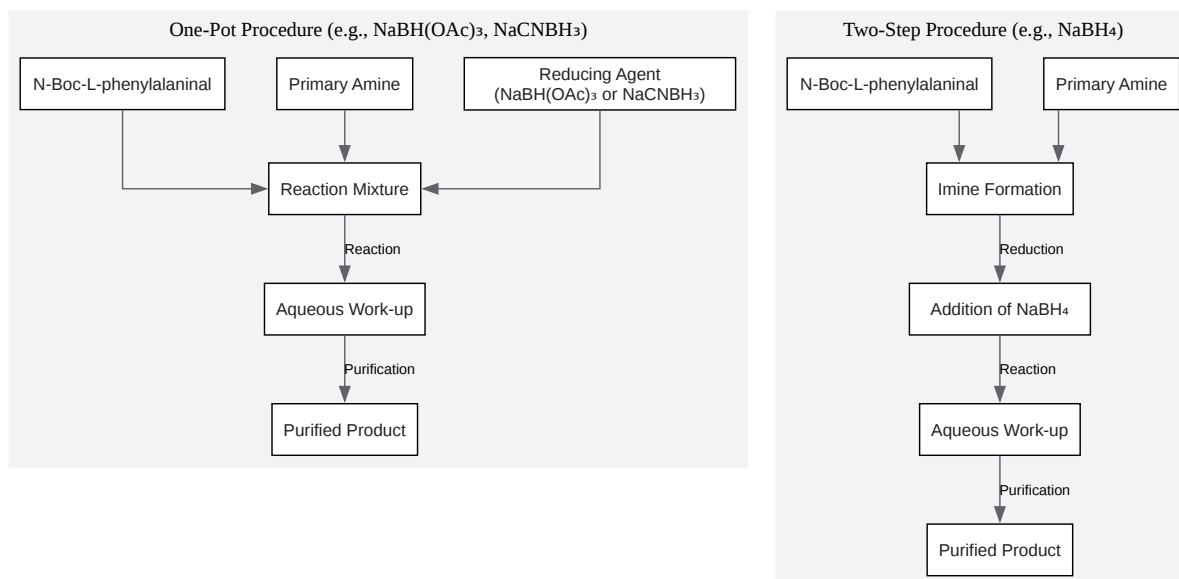 One-Pot Procedure (e.g., NaBH(OAc)₃, NaCNBH₃)
N-Boc-L-phenylalaninal
Primary Amine
Reducing Agent
(NaBH(OAc)₃ or NaCNBH₃)
Reaction Mixture
Reaction
Aqueous Work-up
Purification
Purified Product
Two-Step Procedure (e.g., NaBH₄)
N-Boc-L-phenylalaninal
Primary Amine
Imine Formation
Reduction
Addition of NaBH₄
Reaction
Aqueous Work-up
Purification
Purified Product